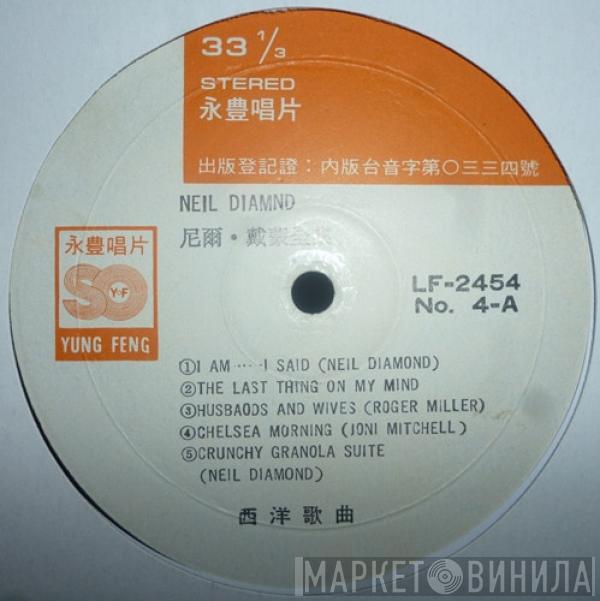 33 1/3
STEREO
永豐唱片
出版登記證：內版台音字第〇三三四號
NEIL DIAMND
尼爾・戴蒙全集
永豐唱片
Y&F
YUNG FENG
LF-2454
No. 4-A
①I AM ‥‥I SAID (NEIL DIAMOND)
②THE LAST THING ON MY MIND
③HUSBAODS AND WIVES (ROGER MILLER)
④CHELSEA MORNING (JONI MITCHELL)
⑤CRUNCHY GRANOLA SUITE
(NEIL DIAMOND)
西洋歌曲
МАРКЕТ ВИНИЛА